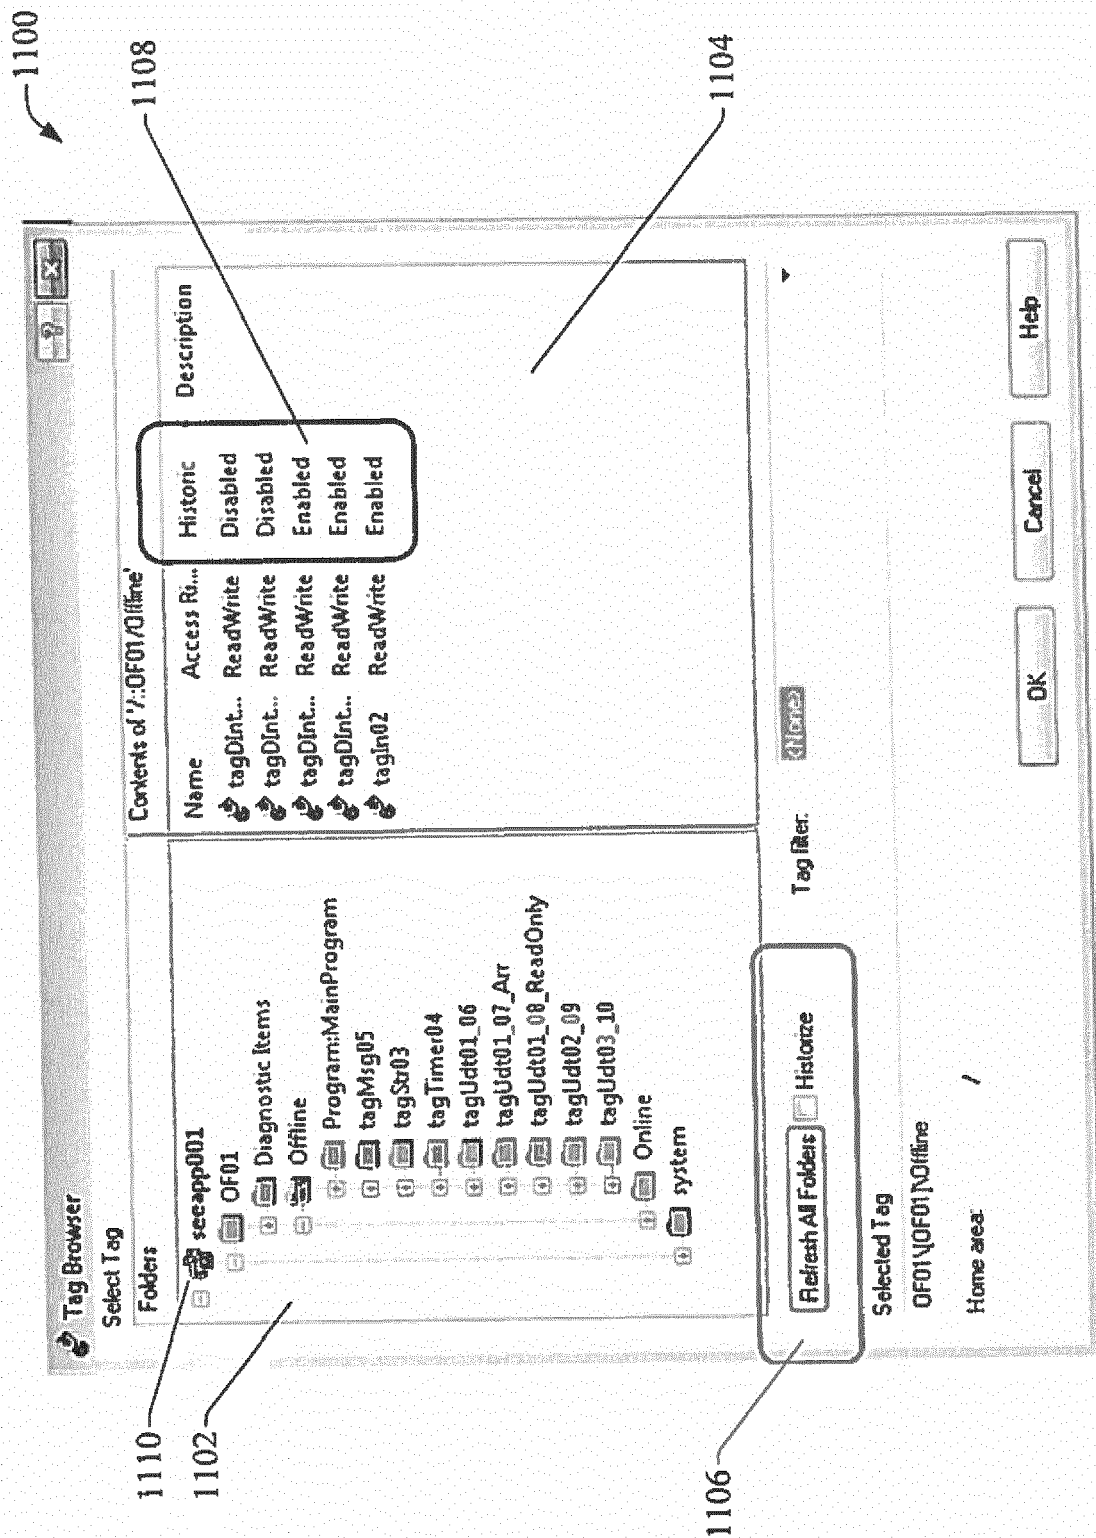 1100
1108
1104
1110
1102
1106
Tag Browser
?
×
Select Tag
Folders
seeapp001
OF01
Diagnostic Items
Offline
Program:MainProgram
tagMsg05
tagStr03
tagTimer04
tagUdt01_06
tagUdt01_07_Arr
tagUdt01_08_ReadOnly
tagUdt02_09
tagUdt03_10
Online
system
Contents of '/::OF01/Offline'
Name Access Ri... Historic Description
tagDInt... ReadWrite Disabled
tagDInt... ReadWrite Disabled
tagDInt... ReadWrite Enabled
tagDInt... ReadWrite Enabled
tagIn02 ReadWrite Enabled
Refresh All Folders Historize Tag filter: <None>
Selected Tag
OF01\[OF01]\Offline
Home area: /
OK Cancel Help